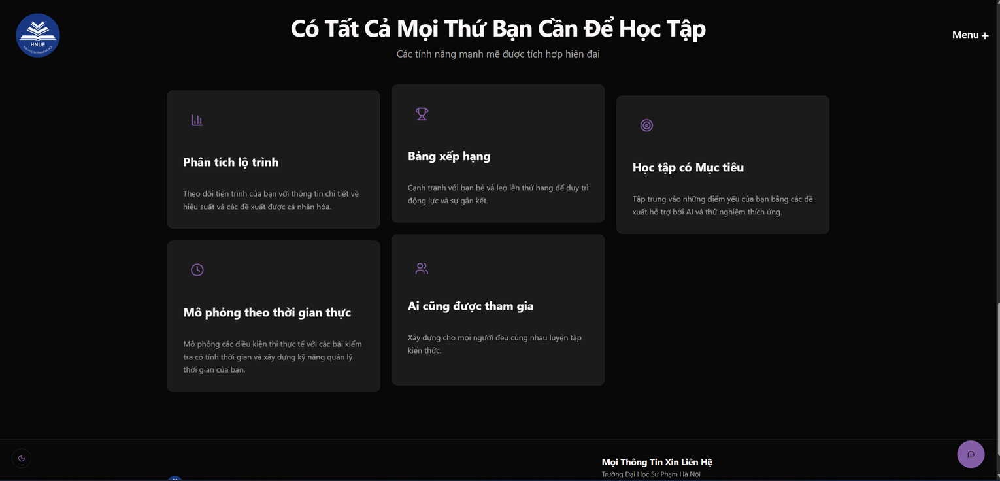 HNUE
ĐẠI HỌC SƯ PHẠM HÀ NỘI
Có Tất Cả Mọi Thứ Bạn Cần Để Học Tập
Các tính năng mạnh mẽ được tích hợp hiện đại
Menu +
Phân tích lộ trình
Theo dõi tiến trình của bạn với thông tin chi tiết về
hiệu suất và các đề xuất được cá nhân hóa.
Bảng xếp hạng
Cạnh tranh với bạn bè và leo lên thứ hạng để duy trì
động lực và sự gắn kết.
Học tập có Mục tiêu
Tập trung vào những điểm yếu của bạn bằng các đề
xuất hỗ trợ bởi AI và thử nghiệm thích ứng.
Mô phỏng theo thời gian thực
Mô phỏng các điều kiện thi thực tế với các bài kiểm
tra có tính thời gian và xây dựng kỹ năng quản lý
thời gian của bạn.
Ai cũng được tham gia
Xây dựng cho mọi người đều cùng nhau luyện tập
kiến thức.
Mọi Thông Tin Xin Liên Hệ
Trường Đại Học Sư Phạm Hà Nội